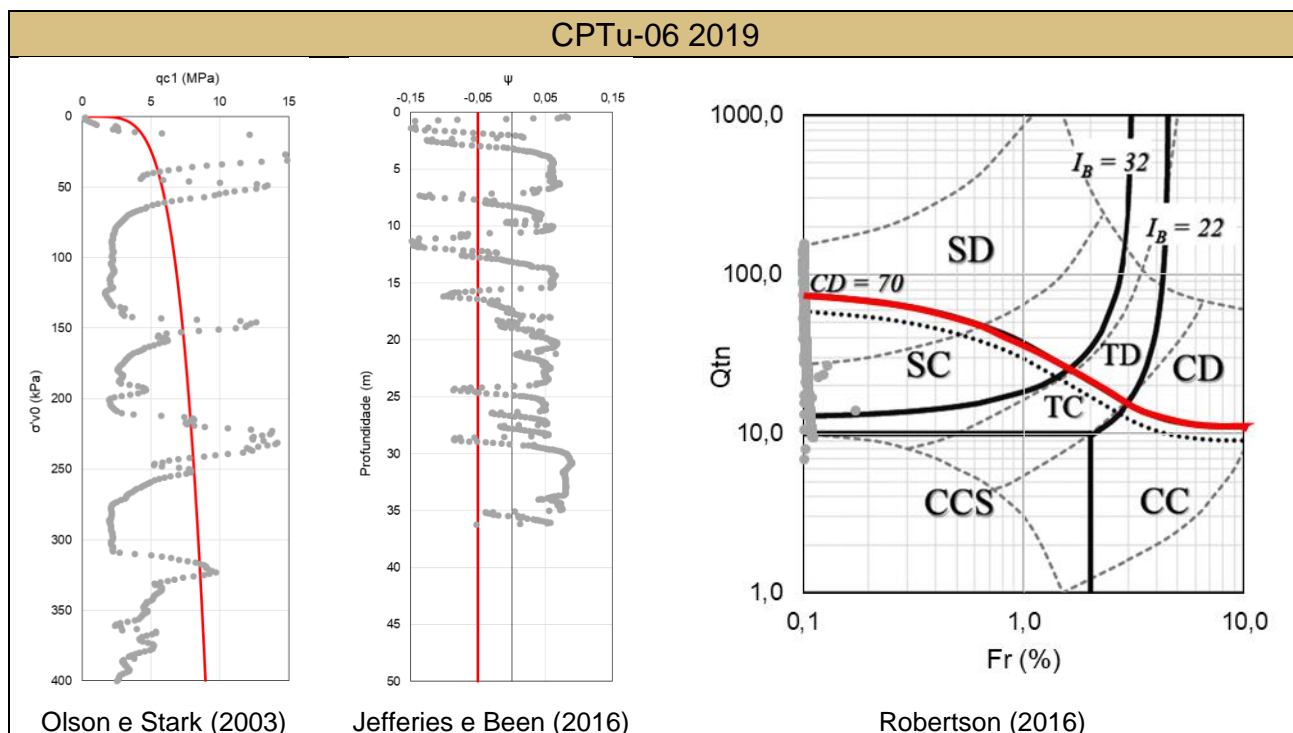 CPTu-06 2019
qc1 (MPa)
0 5 10 15
0
50
100
150
200
250
300
350
400
σ'v0 (kPa)
Olson e Stark (2003)
ψ
-0,15 -0,05 0,05 0,15
0
5
10
15
20
25
30
35
40
45
50
Profundidade (m)
Jefferies e Been (2016)
1000,0
100,0
10,0
1,0
Qtn
I_B = 32
I_B = 22
SD
CD = 70
SC
TD
CD
TC
CCS
CC
0,1 1,0 10,0
Fr (%)
Robertson (2016)